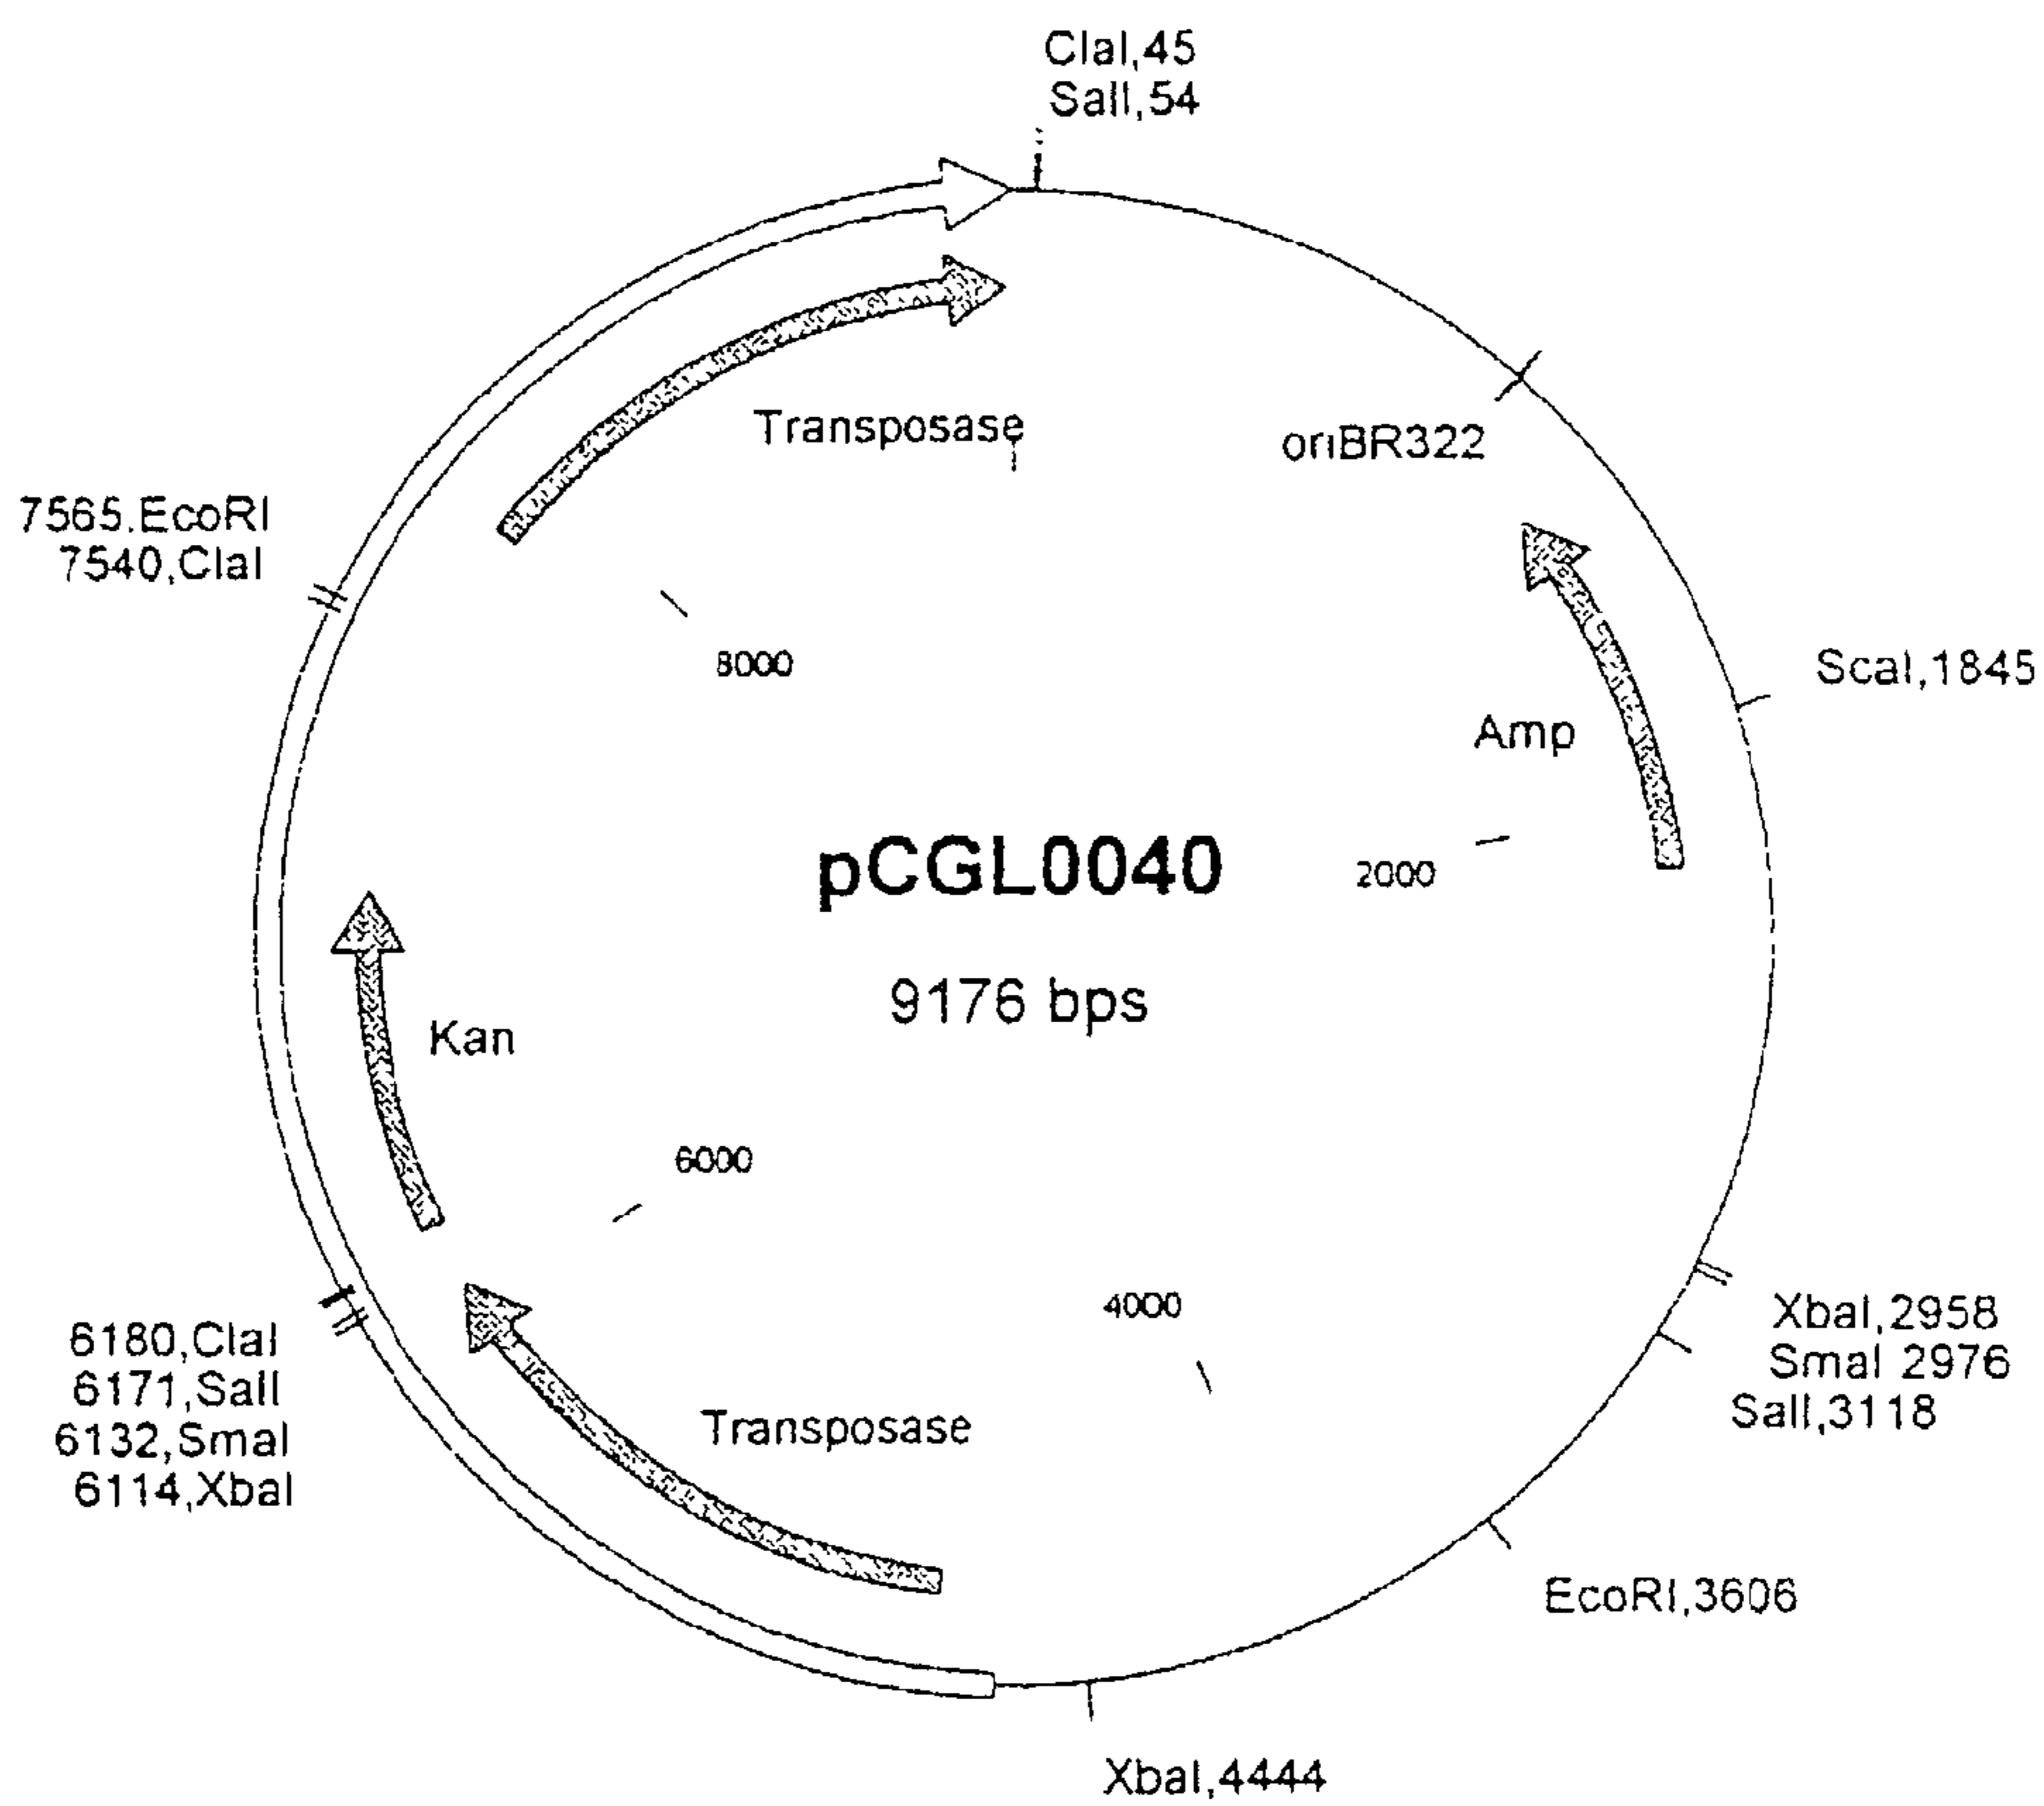 ClaI,45
SalI,54
Transposase
oriBR322
7565.EcoRI
7540,ClaI
8000
ScaI,1845
Amp
pCGL0040
2000
9176 bps
Kan
6000
4000
XbaI,2958
SmaI 2976
SalI,3118
6180,ClaI
6171,SalI
6132,SmaI
6114,XbaI
Transposase
EcoRI,3606
XbaI,4444